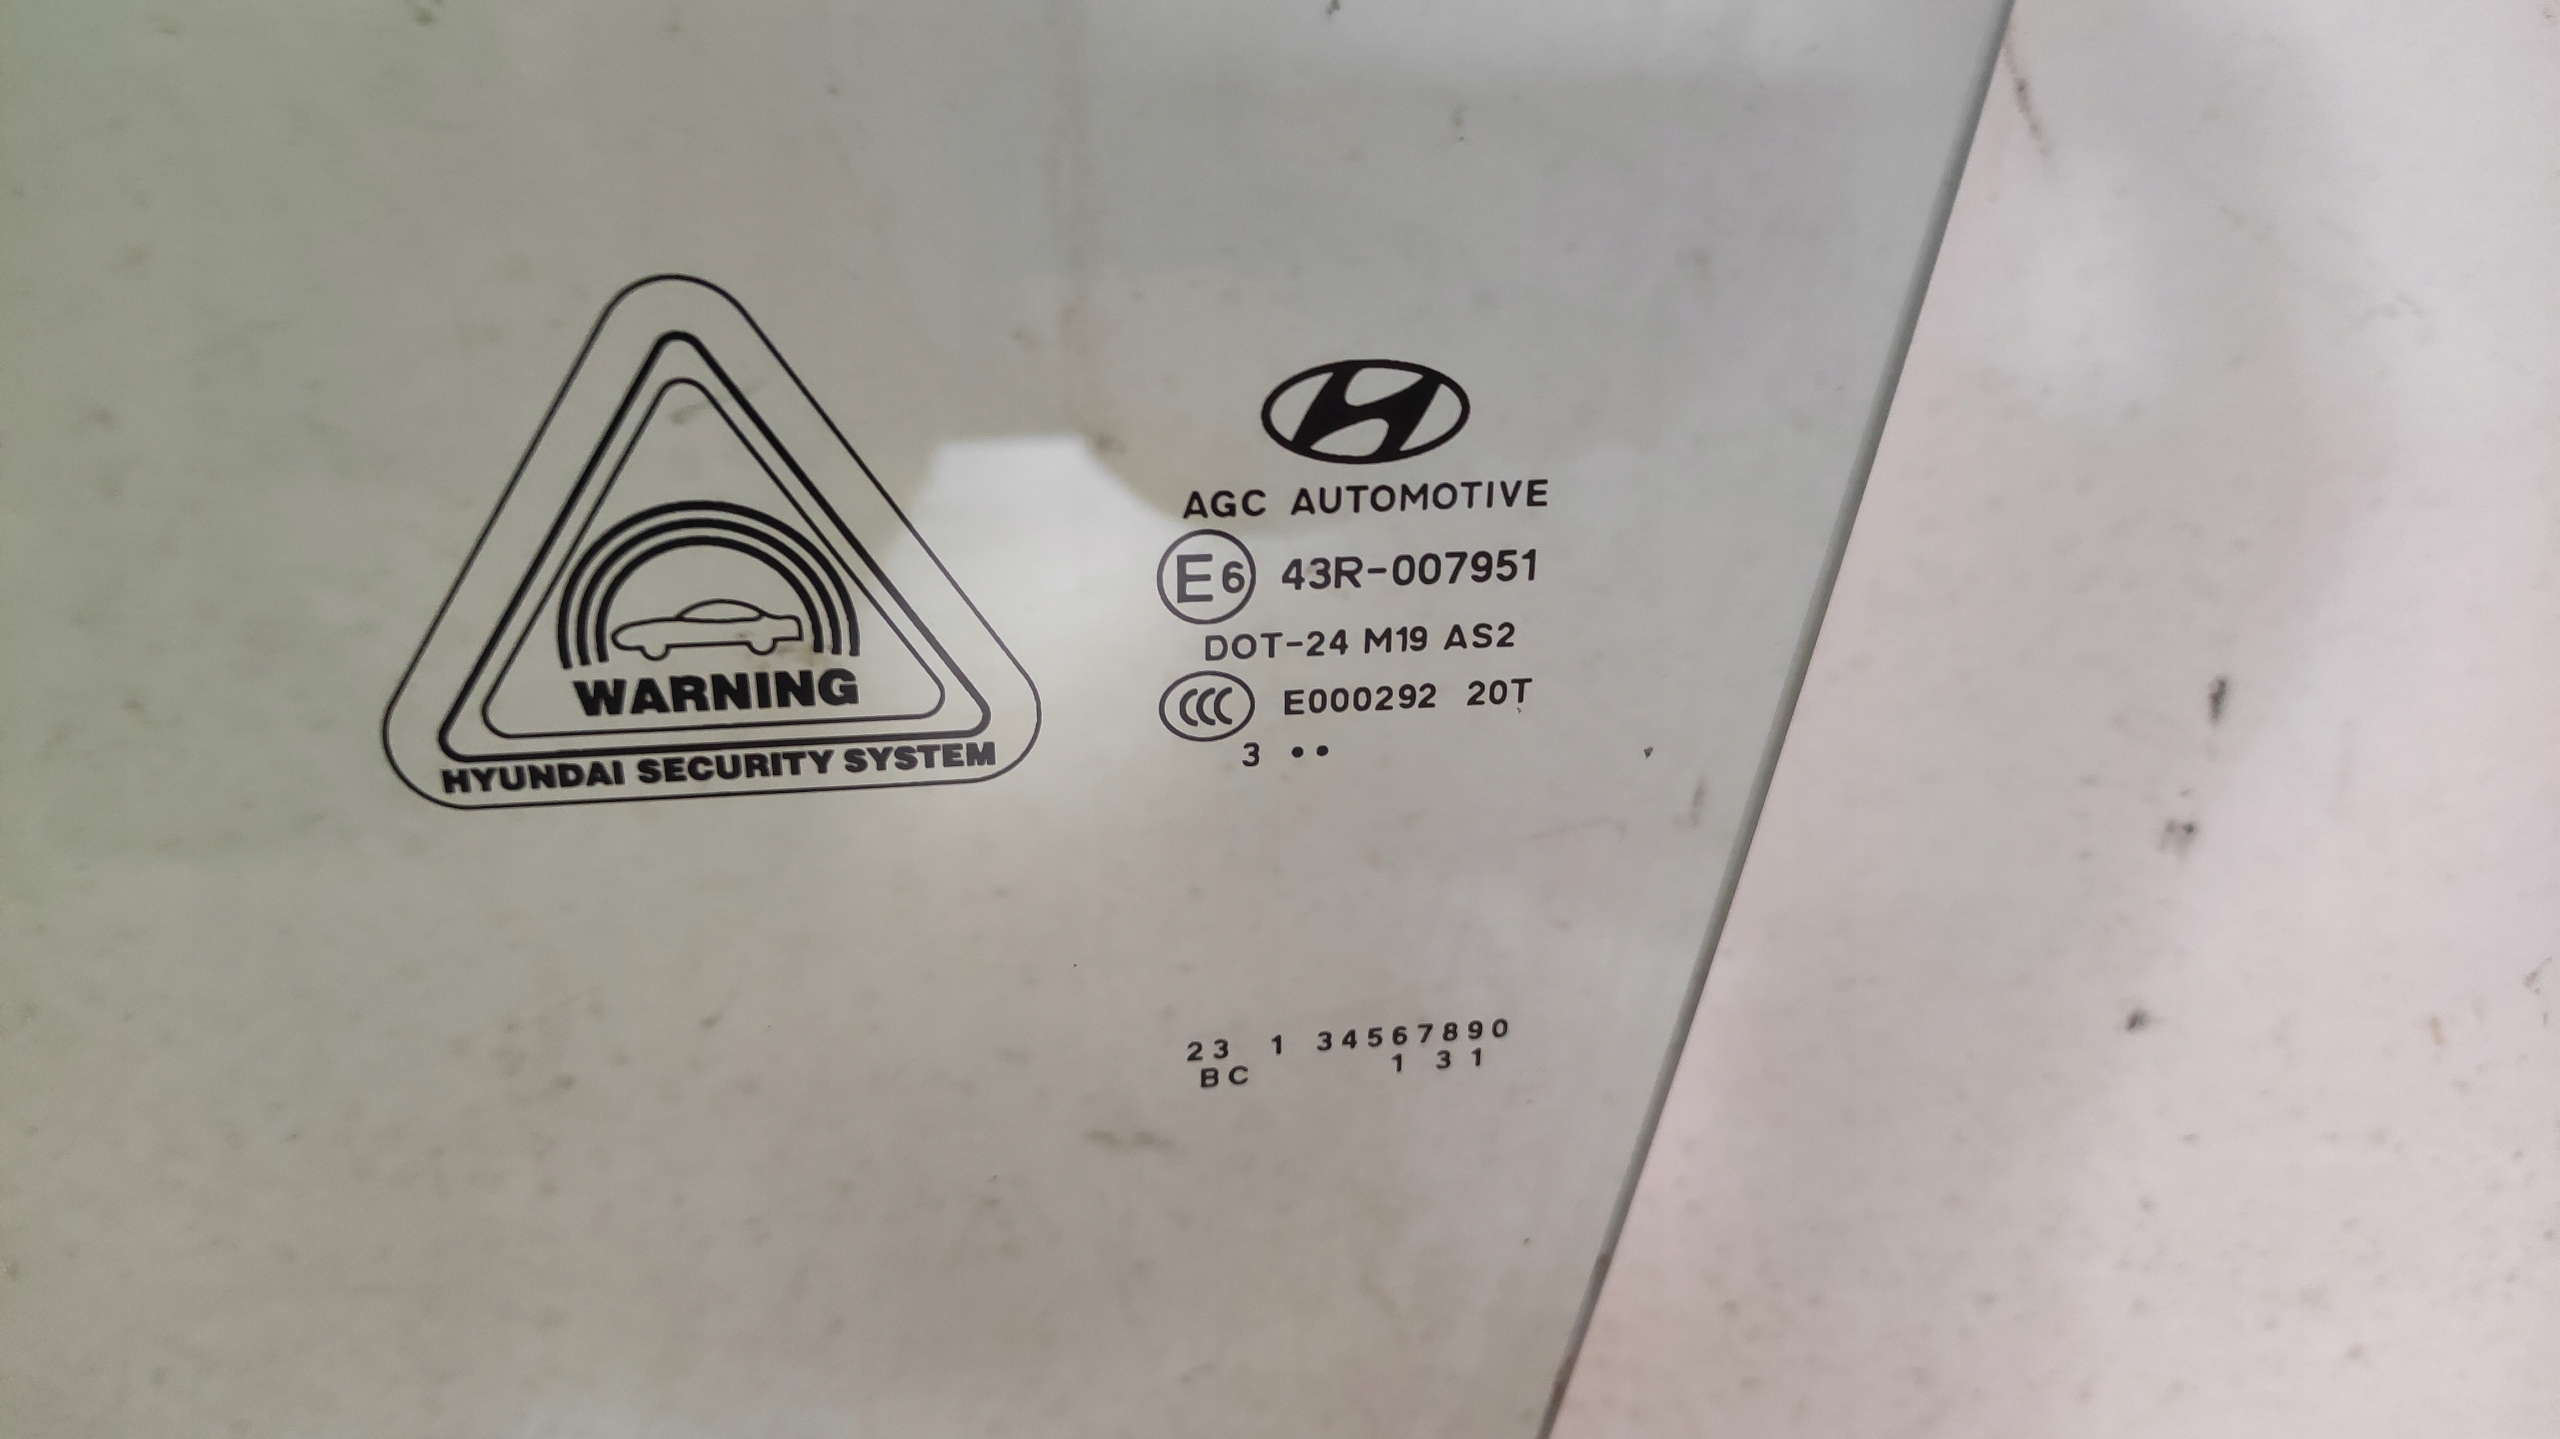 WARNING
HYUNDAI SECURITY SYSTEM
AGC AUTOMOTIVE
E6 43R-007951
DOT-24 M19 AS2
CCC E000292 20T
3 ••
23 1 34567890
BC 1 3 1